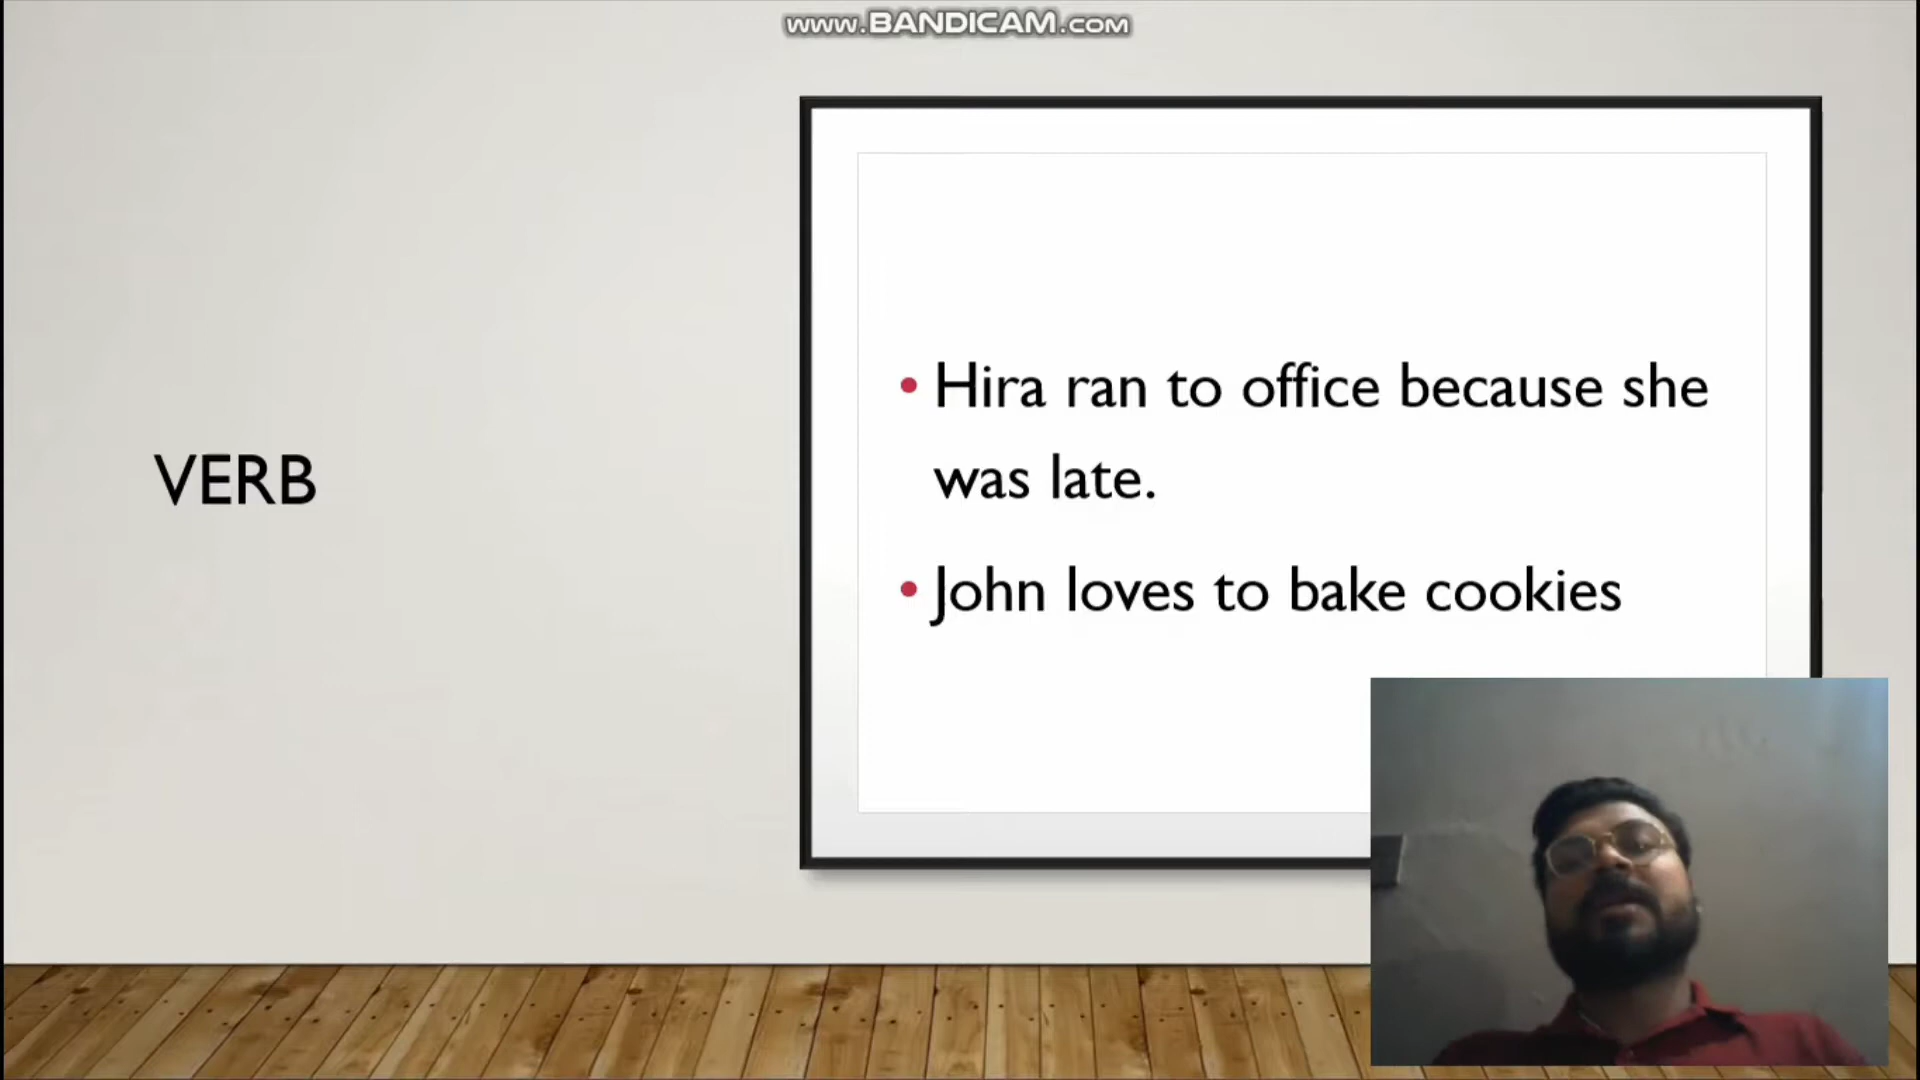 www.BANDICAM.com
VERB
• Hira ran to office because she
was late.
• John loves to bake cookies